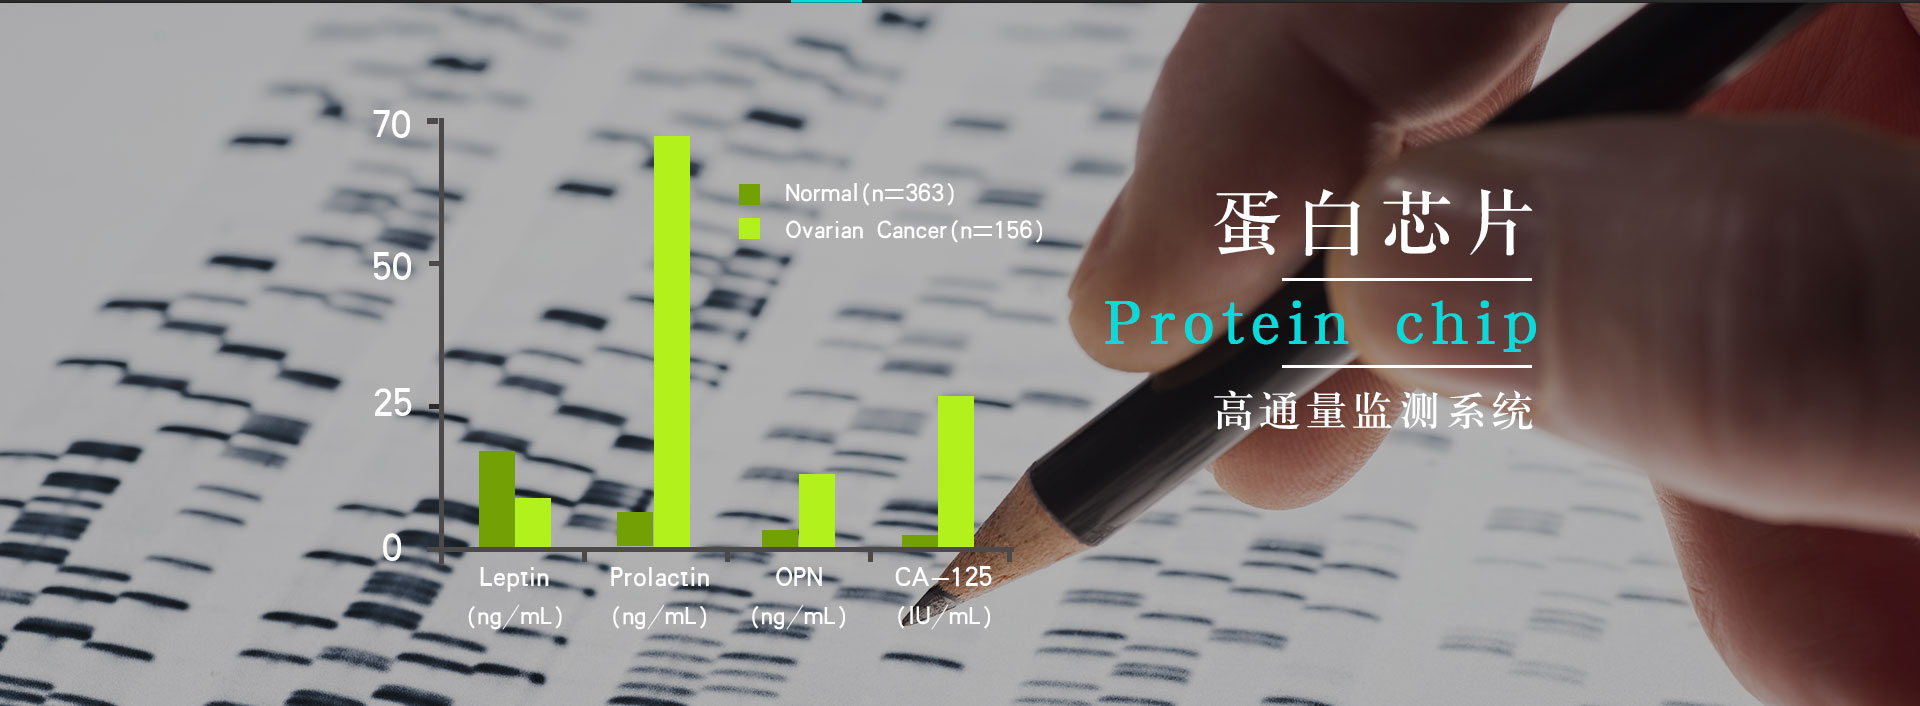 70
50
25
0
Normal(n=363)
Ovarian Cancer(n=156)
Leptin
(ng/mL)
Prolactin
(ng/mL)
OPN
(ng/mL)
CA-125
(IU/mL)
蛋白芯片
Protein chip
高通量监测系统